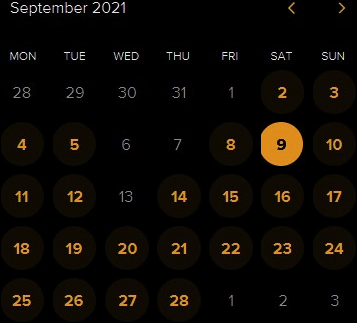 September 2021
MON TUE WED THU FRI SAT SUN
28 29 30 31 1 2 3
4 5 6 7 8 9 10
11 12 13 14 15 16 17
18 19 20 21 22 23 24
25 26 27 28 1 2 3